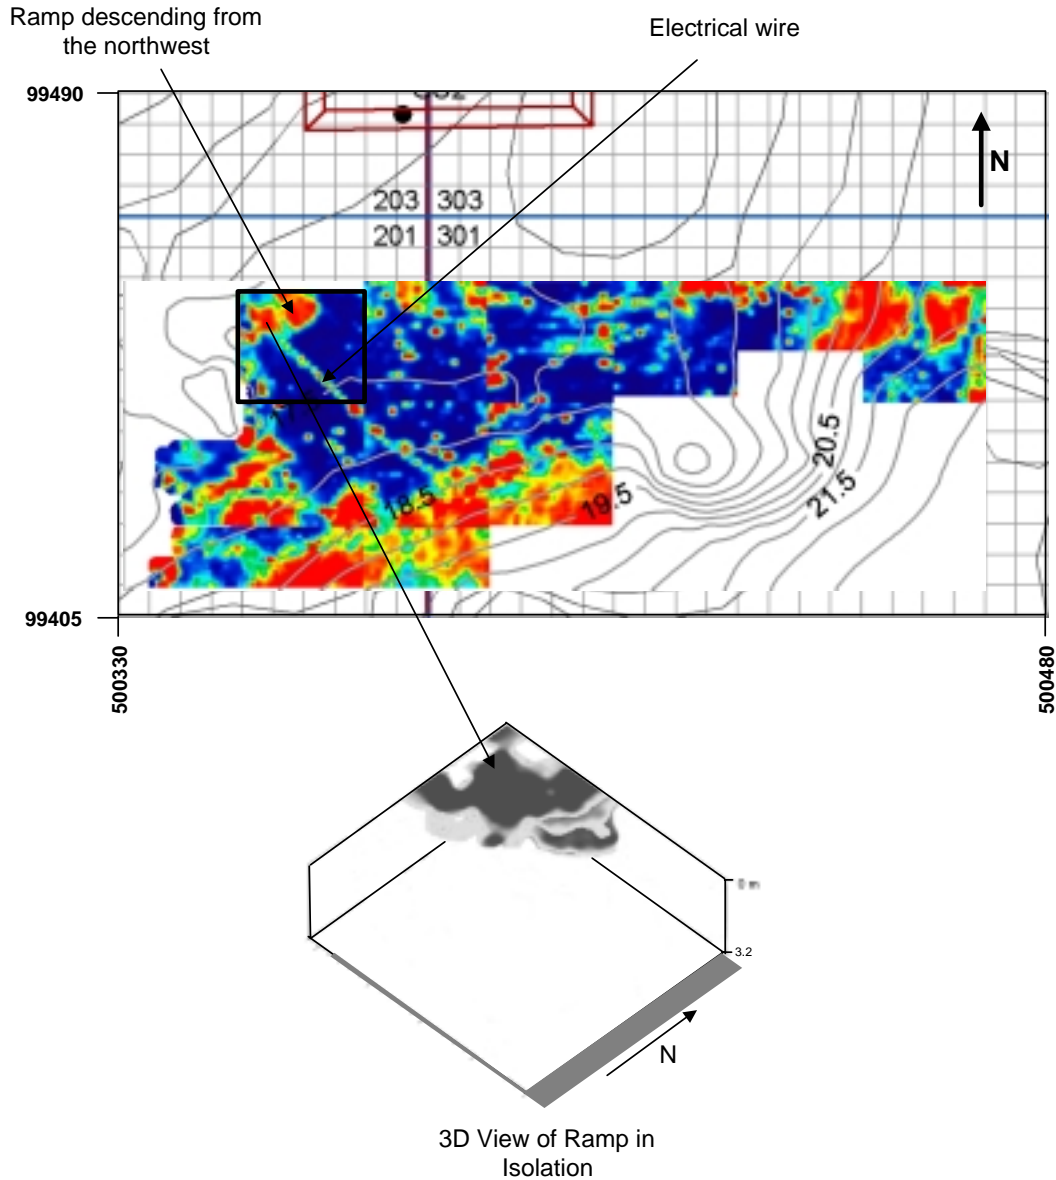 Ramp descending from
the northwest
Electrical wire
99490
N
203 303
201 301
20.5
18.5
19.5
21.5
99405
500330
500480
0 m
3.2
N
3D View of Ramp in
Isolation